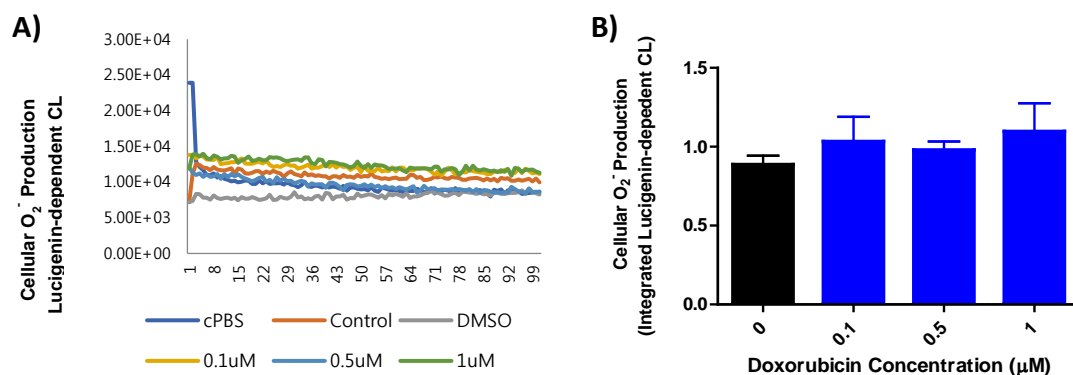 A)
Cellular O2- Production
Lucigenin-dependent CL
3.00E+04
2.50E+04
2.00E+04
1.50E+04
1.00E+04
5.00E+03
0.00E+00
1 8 15 22 29 36 43 50 57 64 71 78 85 92 99
cPBS Control DMSO
0.1uM 0.5uM 1uM
B)
Cellular O2- Production
(Integrated Lucigenin-depedent CL)
1.5
1.0
0.5
0.0
0 0.1 0.5 1
Doxorubicin Concentration (μM)